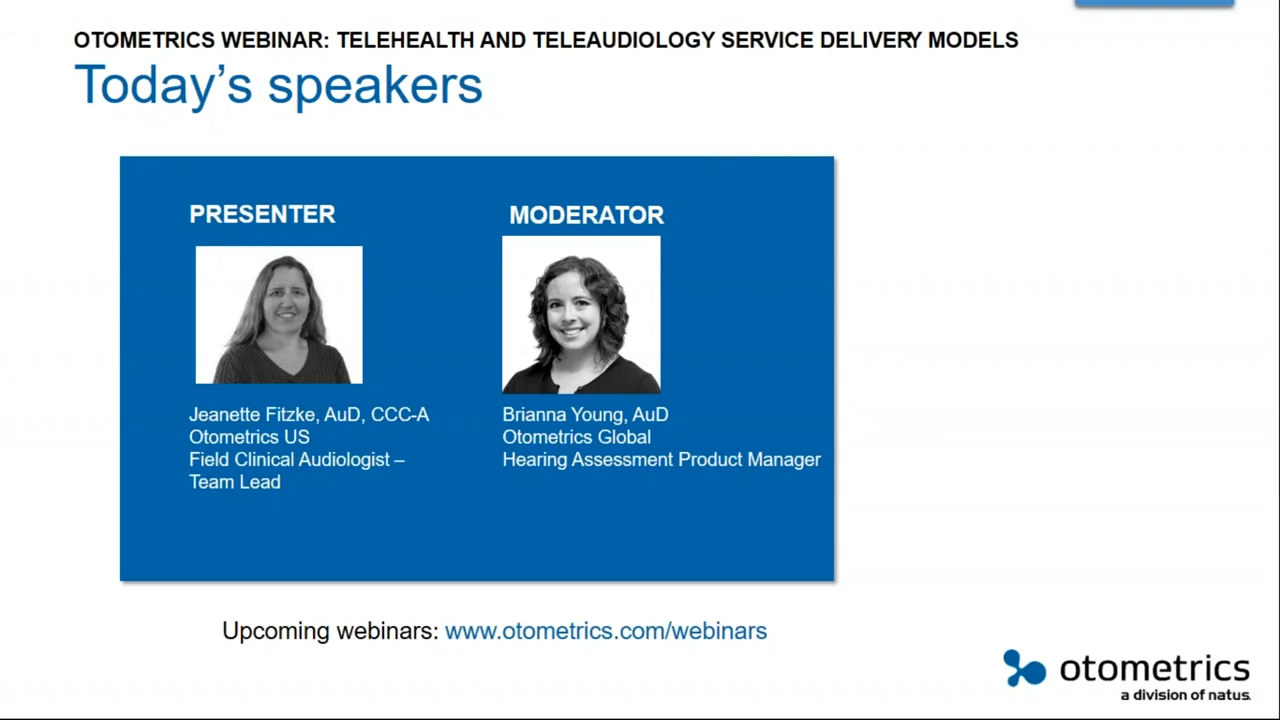 OTOMETRICS WEBINAR: TELEHEALTH AND TELEAUDIOLOGY SERVICE DELIVERY MODELS
Today’s speakers
PRESENTER
Jeanette Fitzke, AuD, CCC-A
Otometrics US
Field Clinical Audiologist –
Team Lead
MODERATOR
Brianna Young, AuD
Otometrics Global
Hearing Assessment Product Manager
Upcoming webinars: www.otometrics.com/webinars
otometrics
a division of natus.